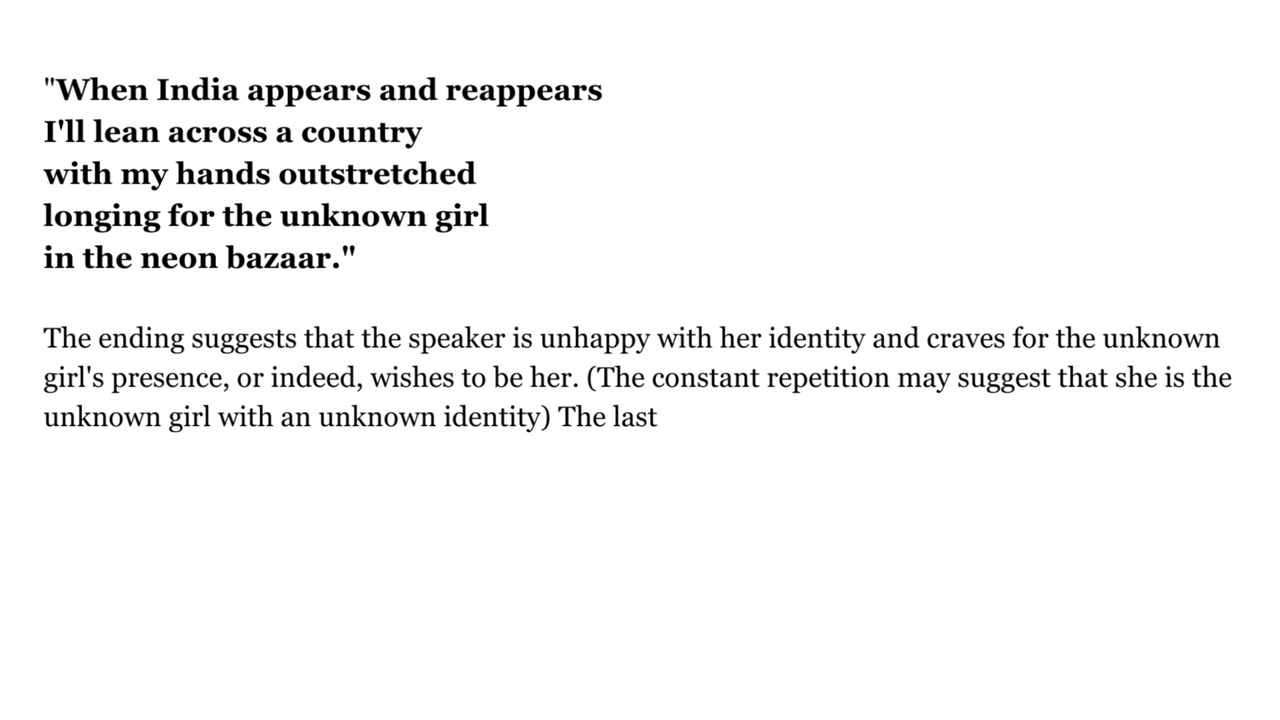 "When India appears and reappears
I'll lean across a country
with my hands outstretched
longing for the unknown girl
in the neon bazaar."
The ending suggests that the speaker is unhappy with her identity and craves for the unknown
girl's presence, or indeed, wishes to be her. (The constant repetition may suggest that she is the
unknown girl with an unknown identity) The last